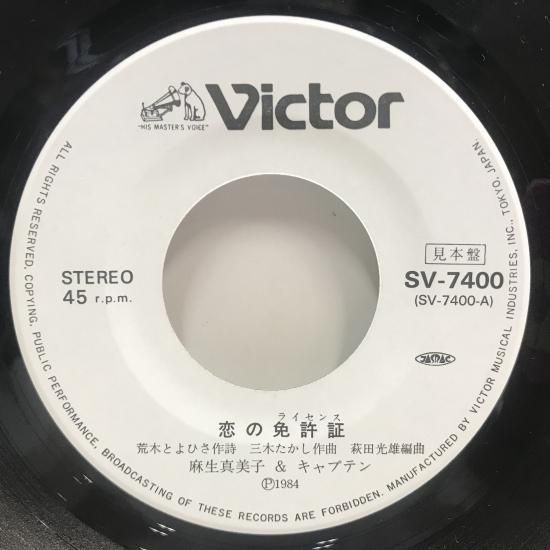 "HIS MASTER'S VOICE"
Victor
見本盤
STEREO
45 r.p.m.
SV-7400
(SV-7400-A)
JASRAC
ライセンス
恋の免許証
荒木とよひさ作詩 三木たかし作曲 萩田光雄編曲
麻生真美子 & キャプテン
Ⓟ1984
ALL RIGHTS RESERVED. COPYING, PUBLIC PERFORMANCE, BROADCASTING OF THESE RECORDS ARE FORBIDDEN. MANUFACTURED BY VICTOR MUSICAL INDUSTRIES, INC., TOKYO, JAPAN.